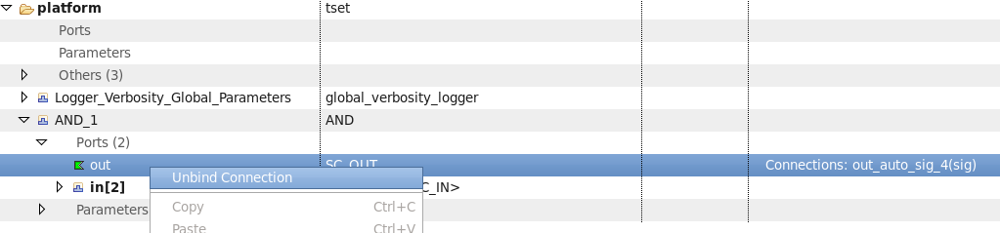 platform tset
Ports
Parameters
Others (3)
Logger_Verbosity_Global_Parameters global_verbosity_logger
AND_1 AND
Ports (2)
out SC_OUT Connections: out_auto_sig_4(sig)
Unbind Connection
in[2] C_IN>
Copy Ctrl+C
Parameters
Paste Ctrl+V